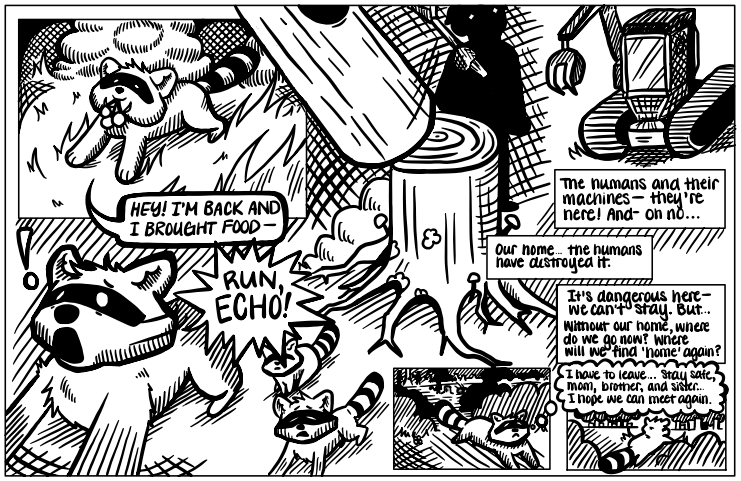 HEY! I'M BACK AND
I BROUGHT FOOD—
!
RUN,
ECHO!
The humans and their
machines— they're
here! And- oh no...
Our home... the humans
have destroyed it.
It's dangerous here—
we can't stay. But...
Without our home, where
do we go now? Where
will we find 'home' again?
I have to leave... Stay safe,
mom, brother, and sister...
I hope we can meet again.